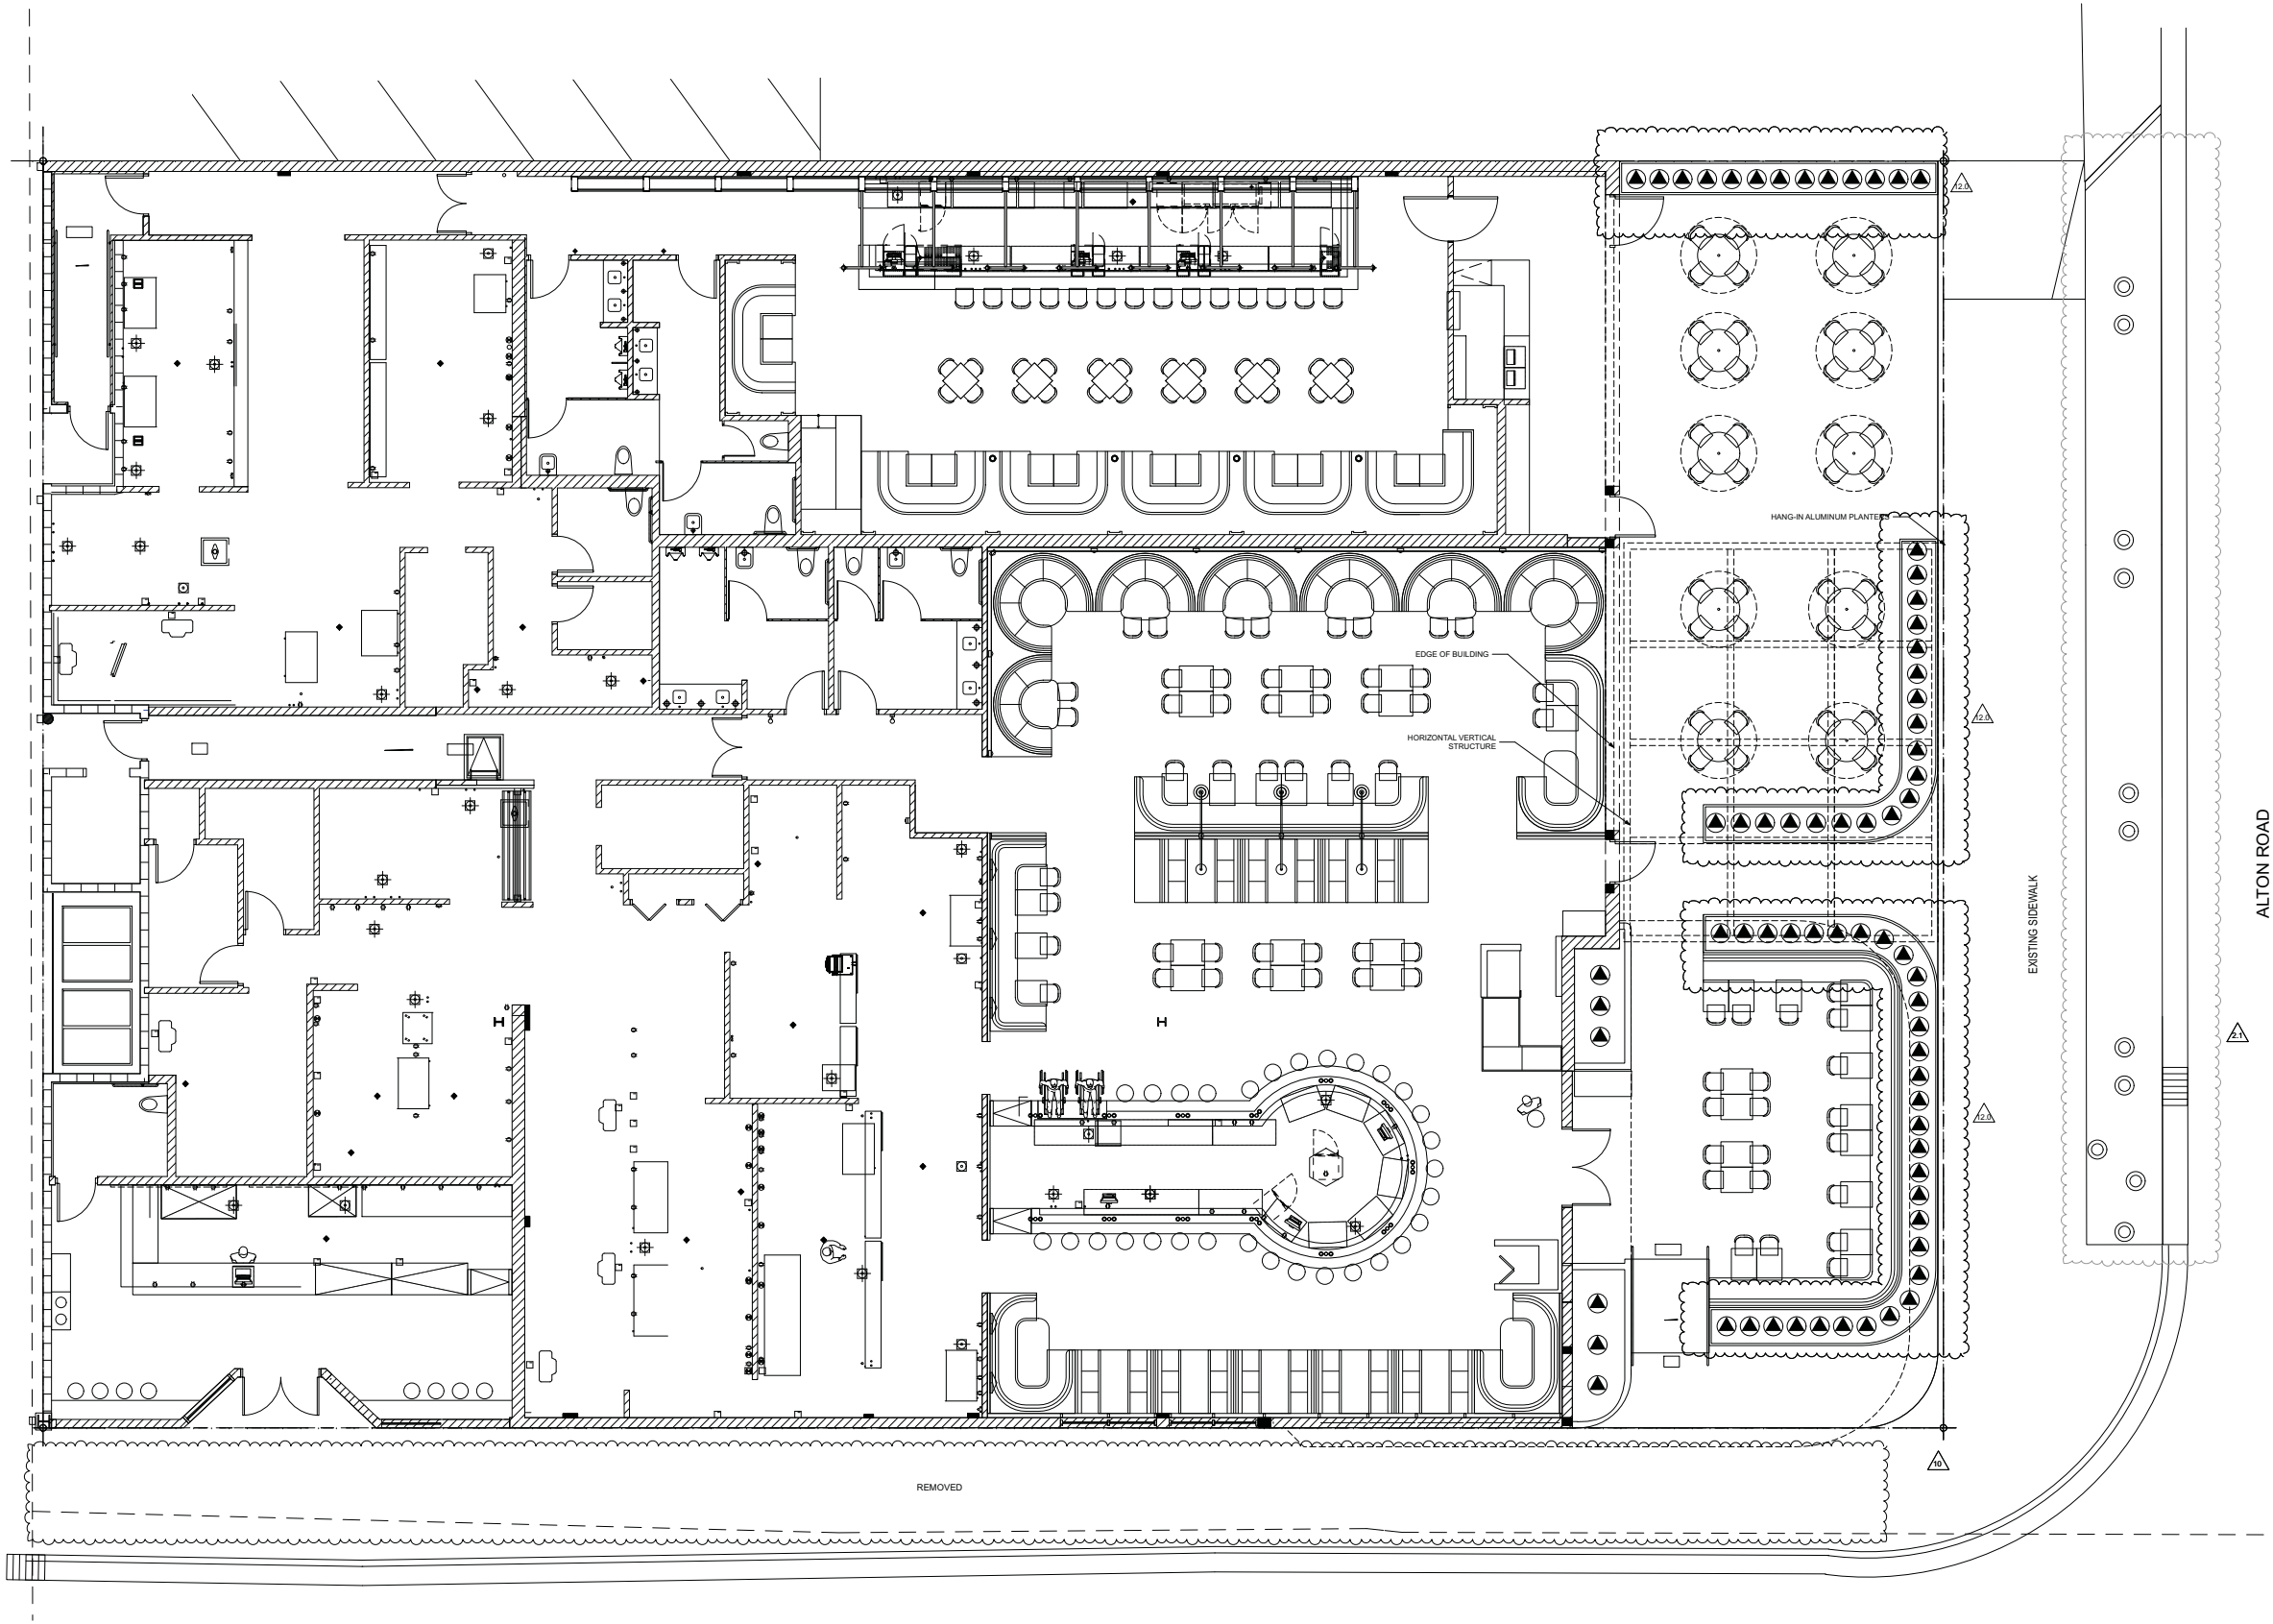 12.0
HANG-IN ALUMINUM PLANTERS
EDGE OF BUILDING
12.0
HORIZONTAL VERTICAL
STRUCTURE
ALTON ROAD
EXISTING SIDEWALK
2.1
12.0
10
REMOVED